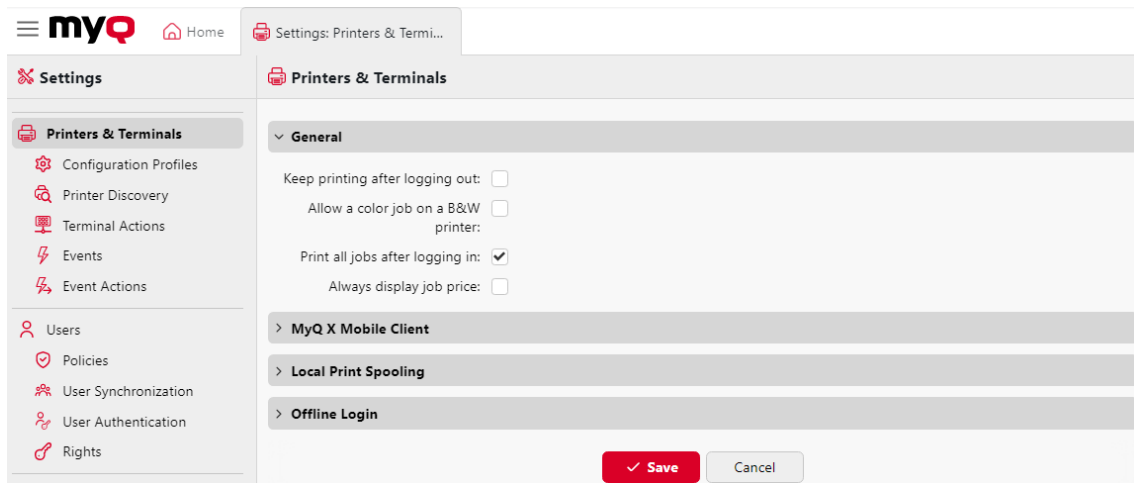 myQ
Home
Settings: Printers & Termi...
Settings
Printers & Terminals
Configuration Profiles
Printer Discovery
Terminal Actions
Events
Event Actions
Users
Policies
User Synchronization
User Authentication
Rights
Printers & Terminals
General
Keep printing after logging out:
Allow a color job on a B&W
printer:
Print all jobs after logging in:
Always display job price:
MyQ X Mobile Client
Local Print Spooling
Offline Login
Save
Cancel